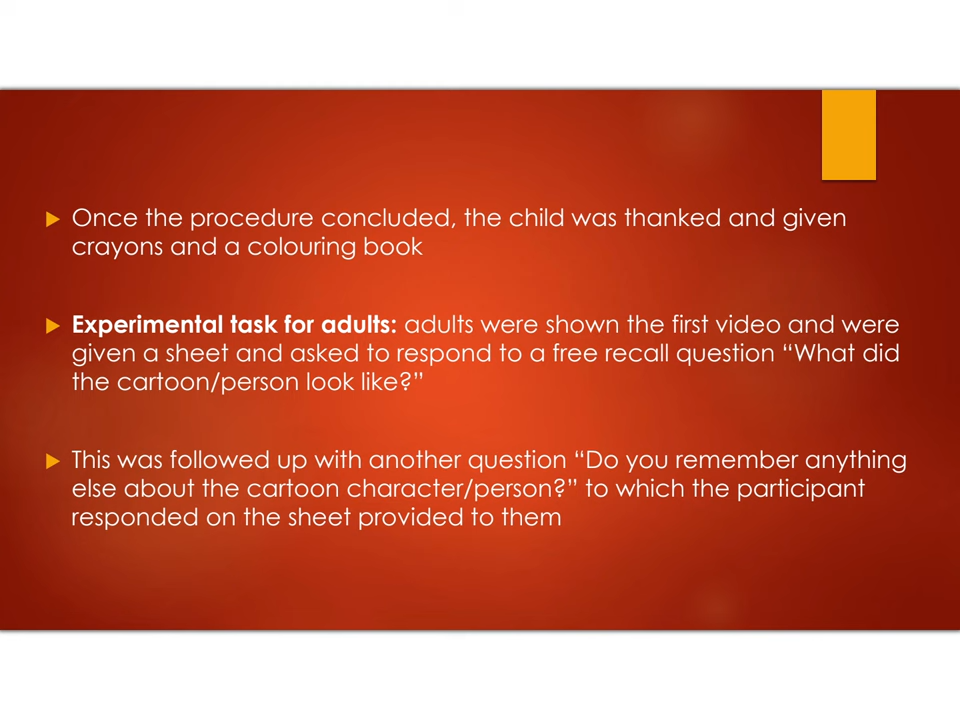 Once the procedure concluded, the child was thanked and given
crayons and a colouring book
Experimental task for adults: adults were shown the first video and were
given a sheet and asked to respond to a free recall question “What did
the cartoon/person look like?”
This was followed up with another question “Do you remember anything
else about the cartoon character/person?” to which the participant
responded on the sheet provided to them